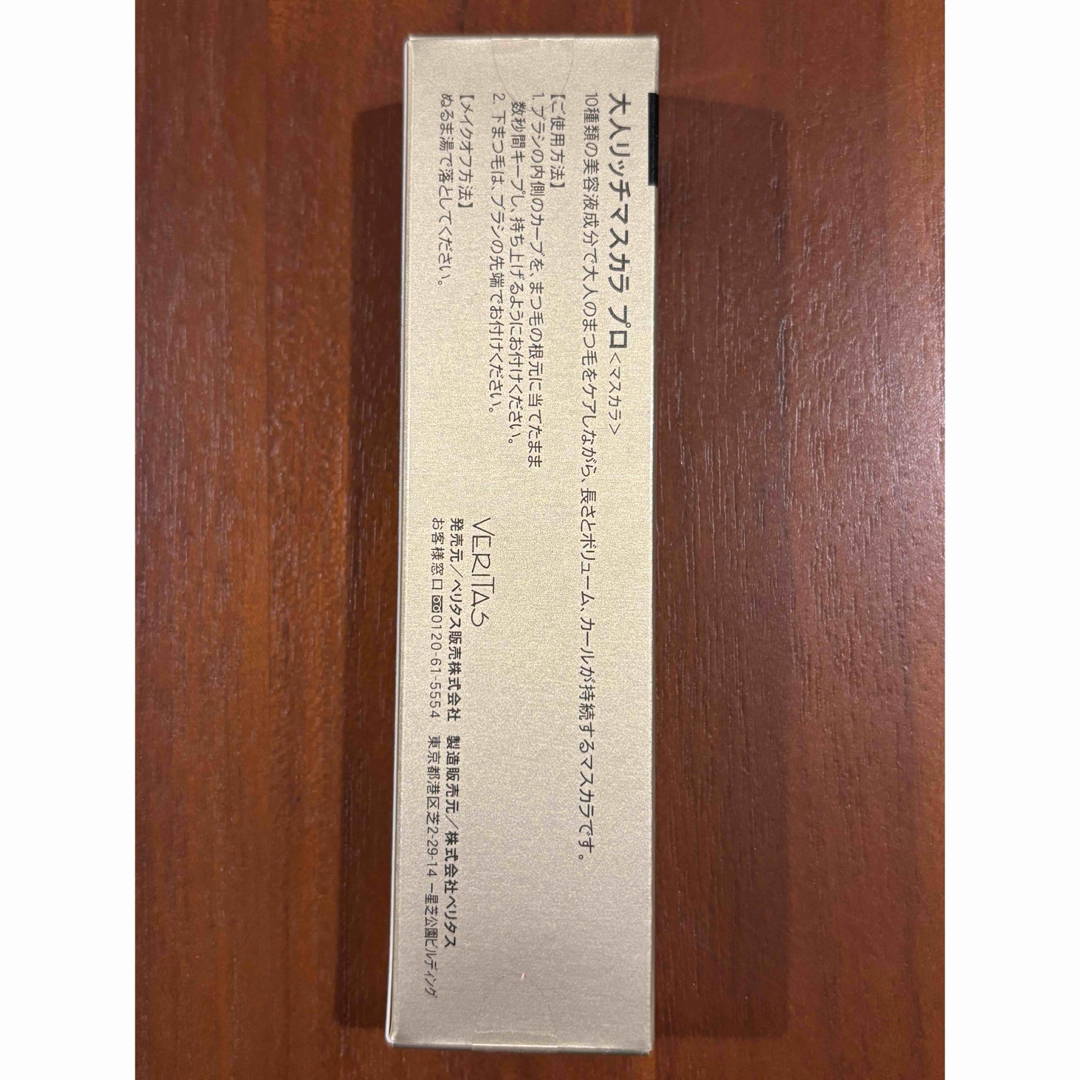 大人リッチマスカラ プロ<マスカラ>
10種類の美容液成分で大人のまつ毛をケアしながら、長さとボリューム、カールが持続するマスカラです。
【ご使用方法】
1. ブラシの内側のカーブを、まつ毛の根元に当てたまま
数秒間キープし、持ち上げるようにお付けください。
2. 下まつ毛は、ブラシの先端でお付けください。
【メイクオフ方法】
ぬるま湯で落としてください。
VERITAS
発売元/ベリタス販売株式会社 製造販売元/株式会社ベリタス
お客様窓口 0120-61-5554 東京都港区芝2-29-14 一星芝公園ビルディング